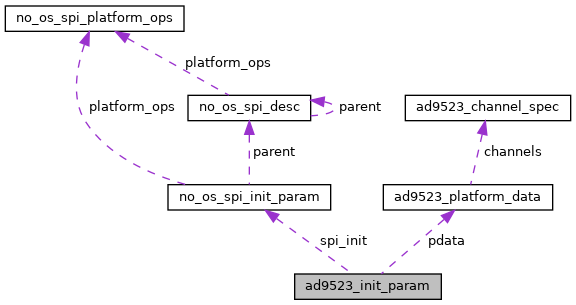 no_os_spi_platform_ops
platform_ops
platform_ops
no_os_spi_desc
parent
ad9523_channel_spec
parent
channels
no_os_spi_init_param
ad9523_platform_data
spi_init
pdata
ad9523_init_param